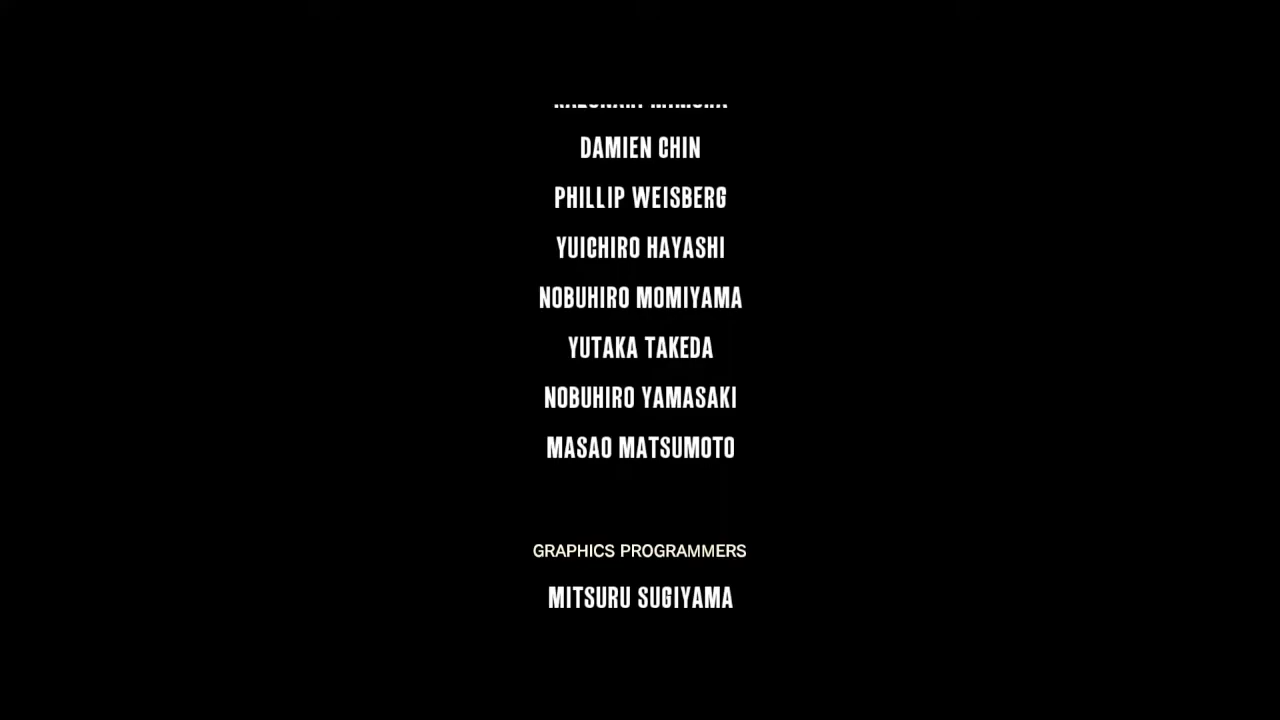 DAMIEN CHIN
PHILLIP WEISBERG
YUICHIRO HAYASHI
NOBUHIRO MOMIYAMA
YUTAKA TAKEDA
NOBUHIRO YAMASAKI
MASAO MATSUMOTO
GRAPHICS PROGRAMMERS
MITSURU SUGIYAMA